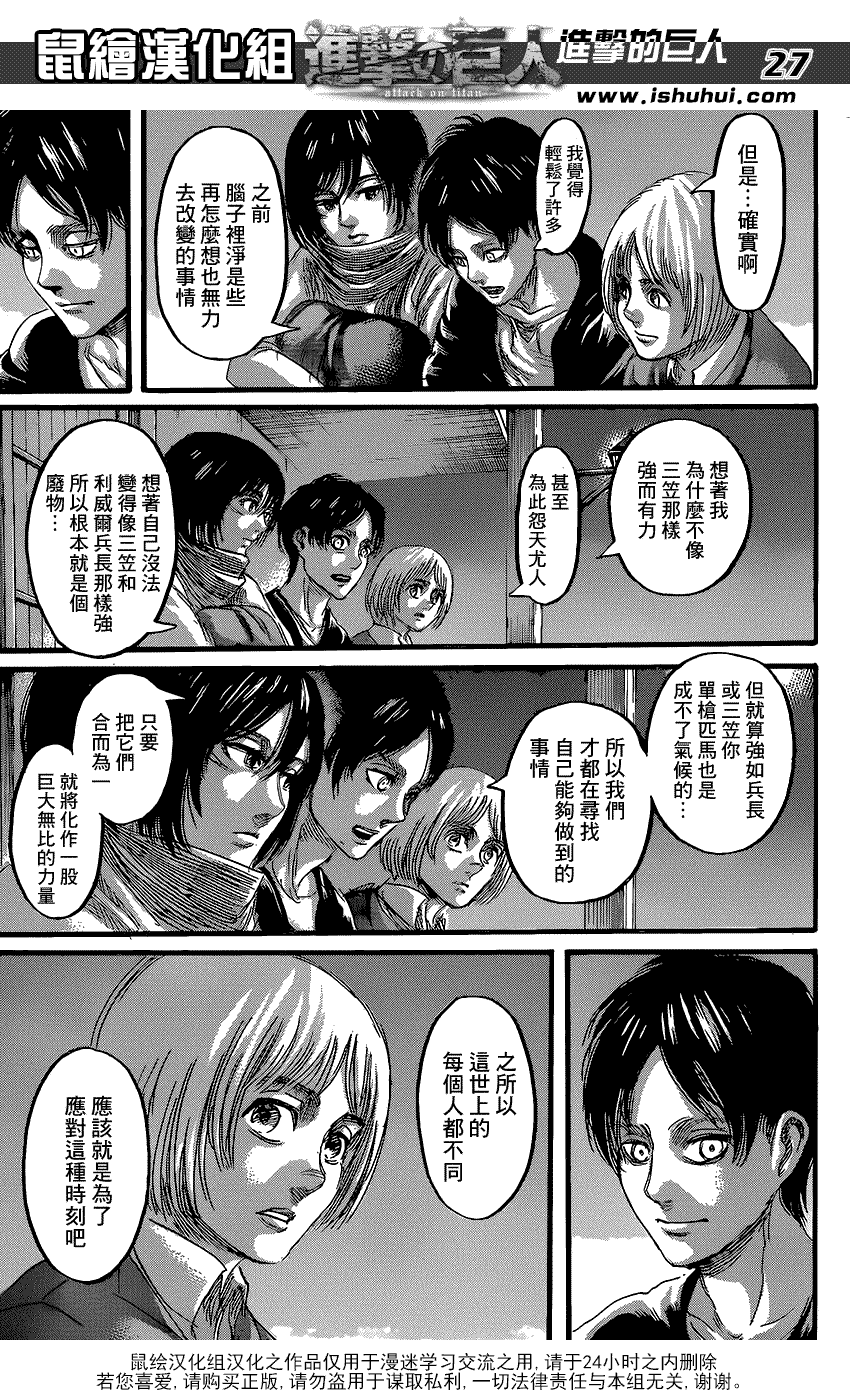 鼠繪漢化組
進撃の巨人
attack on titan
進擊的巨人
27
www.ishuhui.com
但是…確實啊
我覺得
輕鬆了許多
之前
腦子裡淨是些
再怎麼想也無力
去改變的事情
想著我
為什麼不像
三笠那樣
強而有力
甚至
為此怨天尤人
想著自己沒法
變得像三笠和
利威爾兵長那樣強
所以根本就是個
廢物…
但就算強如兵長
或三笠你
單槍匹馬也是
成不了氣候的…
所以我們
才都在尋找
自己能夠做到的
事情
只要
把它們
合而為一
就將化作一股
巨大無比的力量
之所以
這世上的
每個人都不同
應該就是為了
應對這種時刻吧
鼠绘汉化组汉化之作品仅用于漫迷学习交流之用,请于24小时之内删除
若您喜爱,请购买正版,请勿盗用于谋取私利,一切法律责任与本组无关,谢谢。